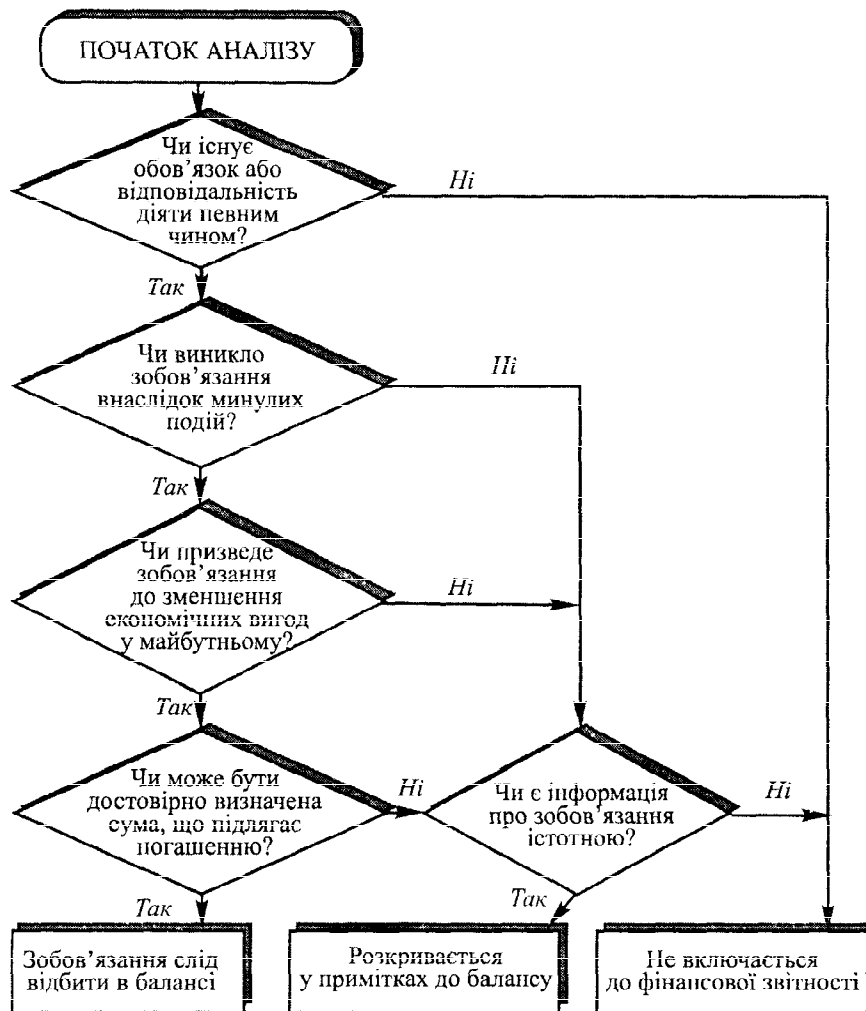 ПОЧАТОК АНАЛІЗУ
Чи існує
обов’язок або
відповідальність
діяти певним
чином?
Ні
Так
Чи виникло
зобов’язання
внаслідок минулих
подій?
Ні
Так
Чи призведе
зобов’язання
до зменшення
економічних вигод
у майбутньому?
Ні
Так
Чи може бути
достовірно визначена
сума, що підлягає
погашенню?
Ні
Чи є інформація
про зобов’язання
істотною?
Ні
Так
Так
Зобов’язання слід
відбити в балансі
Розкривається
у примітках до балансу
Не включається
до фінансової звітності